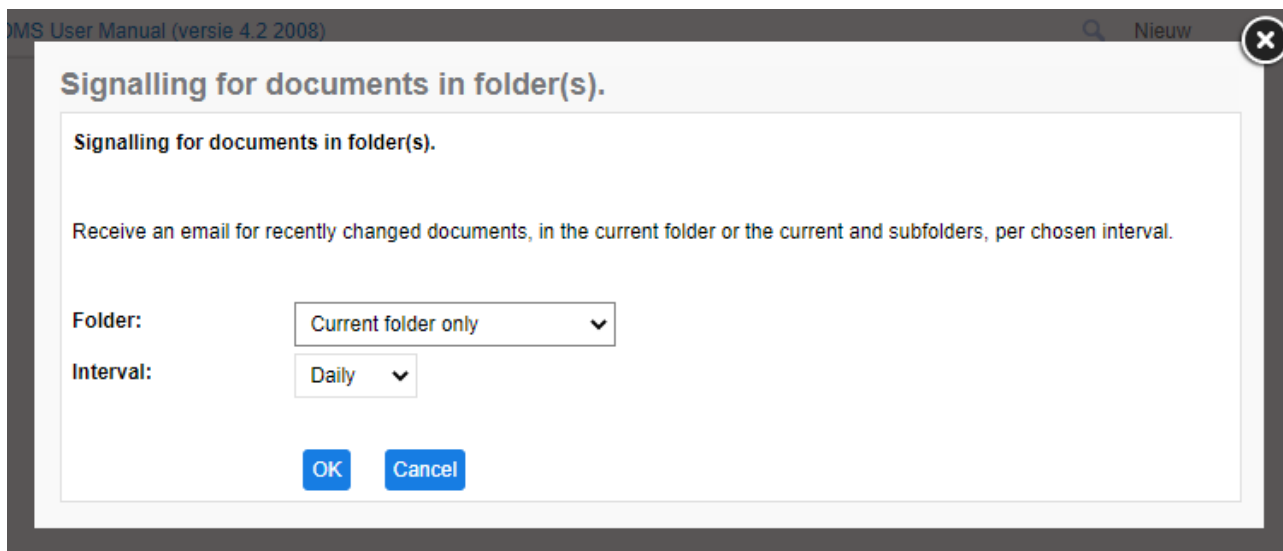 DMS User Manual (versie 4.2 2008) Nieuw
Signalling for documents in folder(s).
Signalling for documents in folder(s).
Receive an email for recently changed documents, in the current folder or the current and subfolders, per chosen interval.
Folder: Current folder only
Interval: Daily
OK Cancel